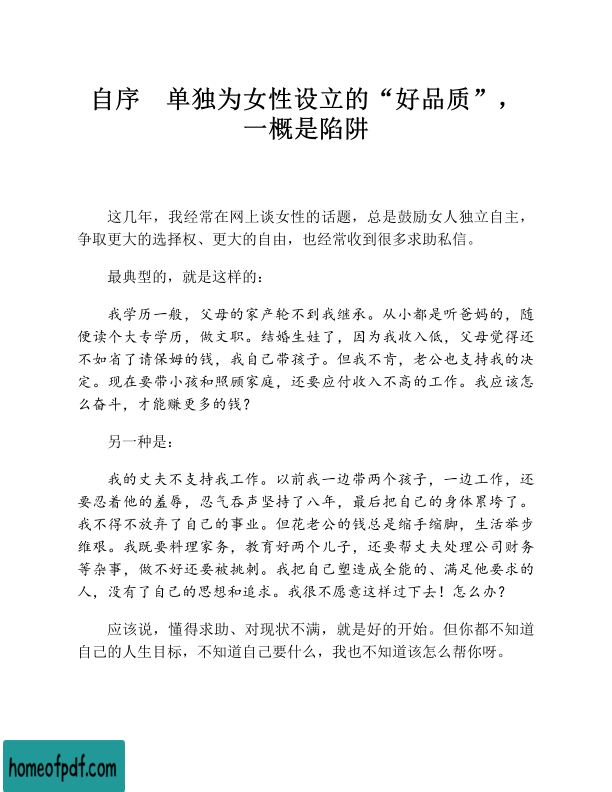 自序　单独为女性设立的“好品质”，
一概是陷阱
这几年，我经常在网上谈女性的话题，总是鼓励女人独立自主，
争取更大的选择权、更大的自由，也经常收到很多求助私信。
最典型的，就是这样的：
我学历一般，父母的家产轮不到我继承。从小都是听爸妈的，随
便读个大专学历，做文职。结婚生娃了，因为我收入低，父母觉得还
不如省了请保姆的钱，我自己带孩子。但我不肯，老公也支持我的决
定。现在要带小孩和照顾家庭，还要应付收入不高的工作。我应该怎
么奋斗，才能赚更多的钱？
另一种是：
我的丈夫不支持我工作。以前我一边带两个孩子，一边工作，还
要忍着他的羞辱，忍气吞声坚持了八年，最后把自己的身体累垮了。
我不得不放弃了自己的事业。但花老公的钱总是缩手缩脚，生活举步
维艰。我既要料理家务，教育好两个儿子，还要帮丈夫处理公司财务
等杂事，做不好还要被挑刺。我把自己塑造成全能的、满足他要求的
人，没有了自己的思想和追求。我很不愿意这样过下去！怎么办？
应该说，懂得求助、对现状不满，就是好的开始。但你都不知道
自己的人生目标，不知道自己要什么，我也不知道该怎么帮你呀。
homeofpdf.com